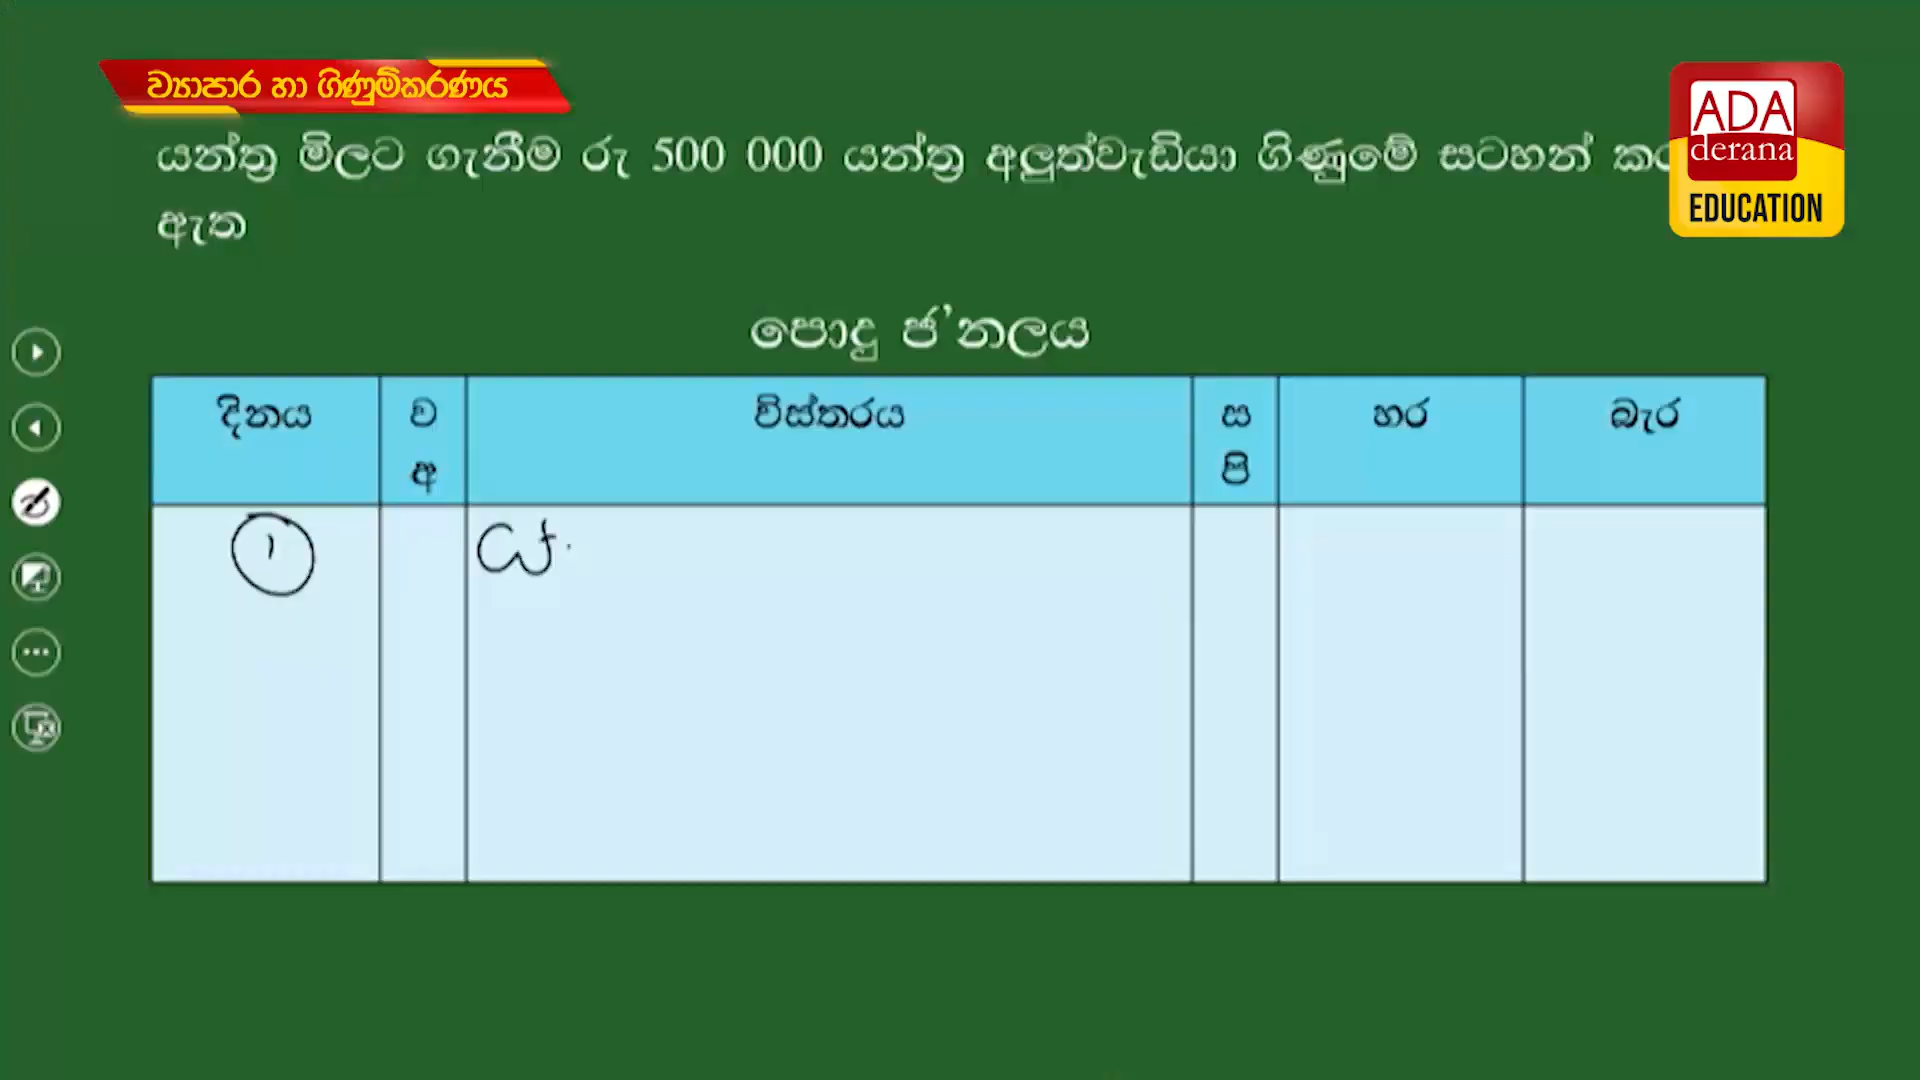 ව්‍යාපාර හා ගිණුම්කරණය
ADA
derana
EDUCATION
යන්ත්‍ර මිලට ගැනීම රු 500 000 යන්ත්‍ර අලුත්වැඩියා ගිණුමේ සටහන් කර
ඇත
පොදු ජ'නලය
දිනය ව අ විස්තරය ස පි හර බැර
1